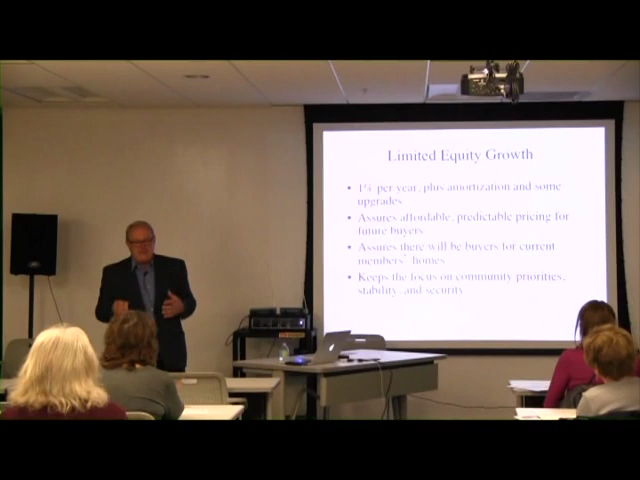 Limited Equity Growth
• 1% per year, plus amortization and some
upgrades
• Assures affordable, predictable pricing for
future buyers
• Assures there will be buyers for current
members' homes
• Keeps the focus on community priorities,
stability, and security